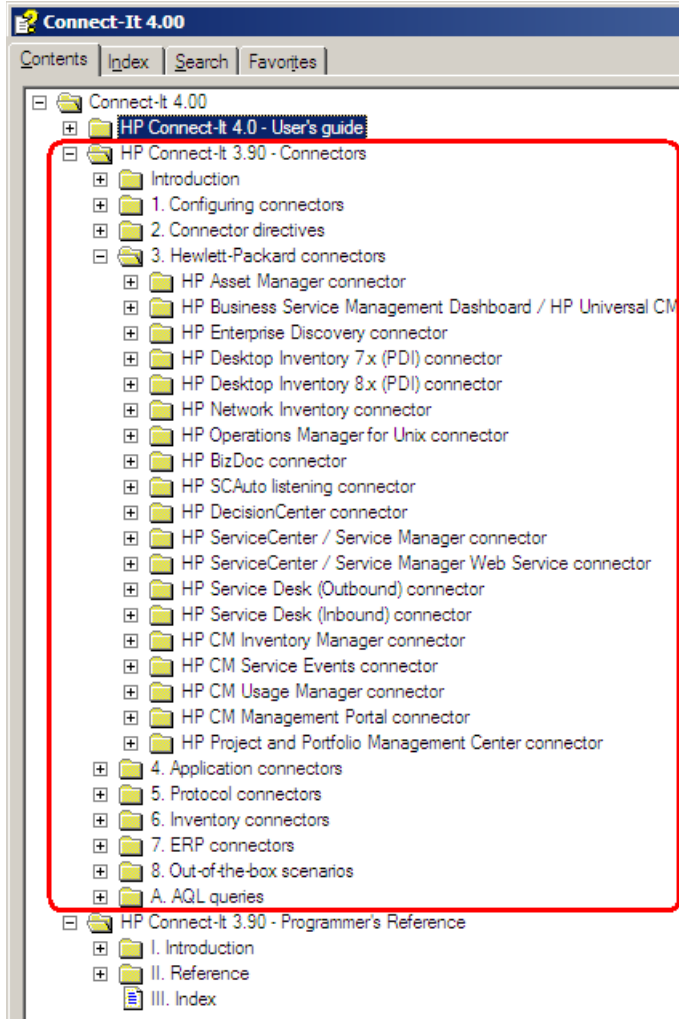 Connect-It 4.00
Contents Index Search Favorites
Connect-It 4.00
HP Connect-It 4.0 - User's guide
HP Connect-It 3.90 - Connectors
Introduction
1. Configuring connectors
2. Connector directives
3. Hewlett-Packard connectors
HP Asset Manager connector
HP Business Service Management Dashboard / HP Universal CM
HP Enterprise Discovery connector
HP Desktop Inventory 7.x (PDI) connector
HP Desktop Inventory 8.x (PDI) connector
HP Network Inventory connector
HP Operations Manager for Unix connector
HP BizDoc connector
HP SCAuto listening connector
HP DecisionCenter connector
HP ServiceCenter / Service Manager connector
HP ServiceCenter / Service Manager Web Service connector
HP Service Desk (Outbound) connector
HP Service Desk (Inbound) connector
HP CM Inventory Manager connector
HP CM Service Events connector
HP CM Usage Manager connector
HP CM Management Portal connector
HP Project and Portfolio Management Center connector
4. Application connectors
5. Protocol connectors
6. Inventory connectors
7. ERP connectors
8. Out-of-the-box scenarios
A. AQL queries
HP Connect-It 3.90 - Programmer's Reference
I. Introduction
II. Reference
III. Index